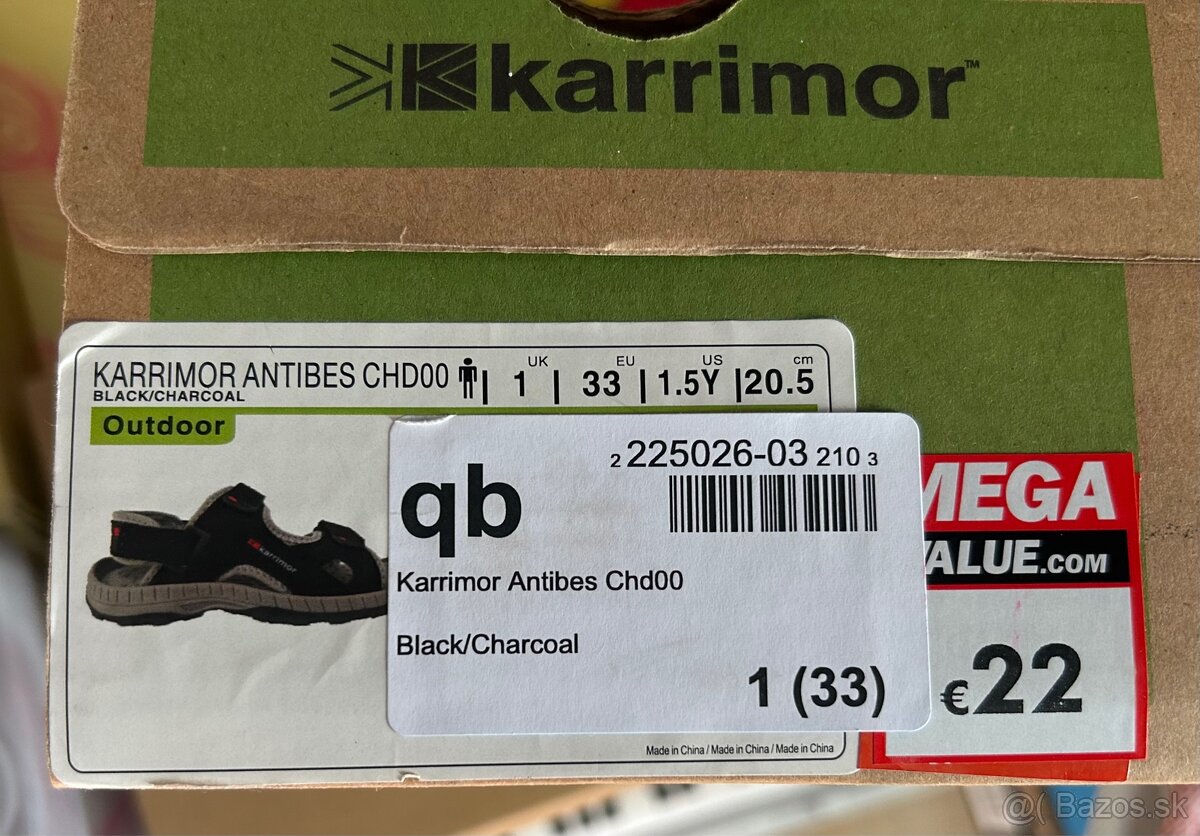 karrimor™
KARRIMOR ANTIBES CHD00 | 1 UK | 33 EU | 1.5Y US | 20.5 cm
BLACK/CHARCOAL
Outdoor
karrimor
2 225026-03 210 3
qb
Karrimor Antibes Chd00
Black/Charcoal
1 (33)
MEGA
VALUE.COM
€22
Made in China / Made in China / Made in China
@( Bazos.sk